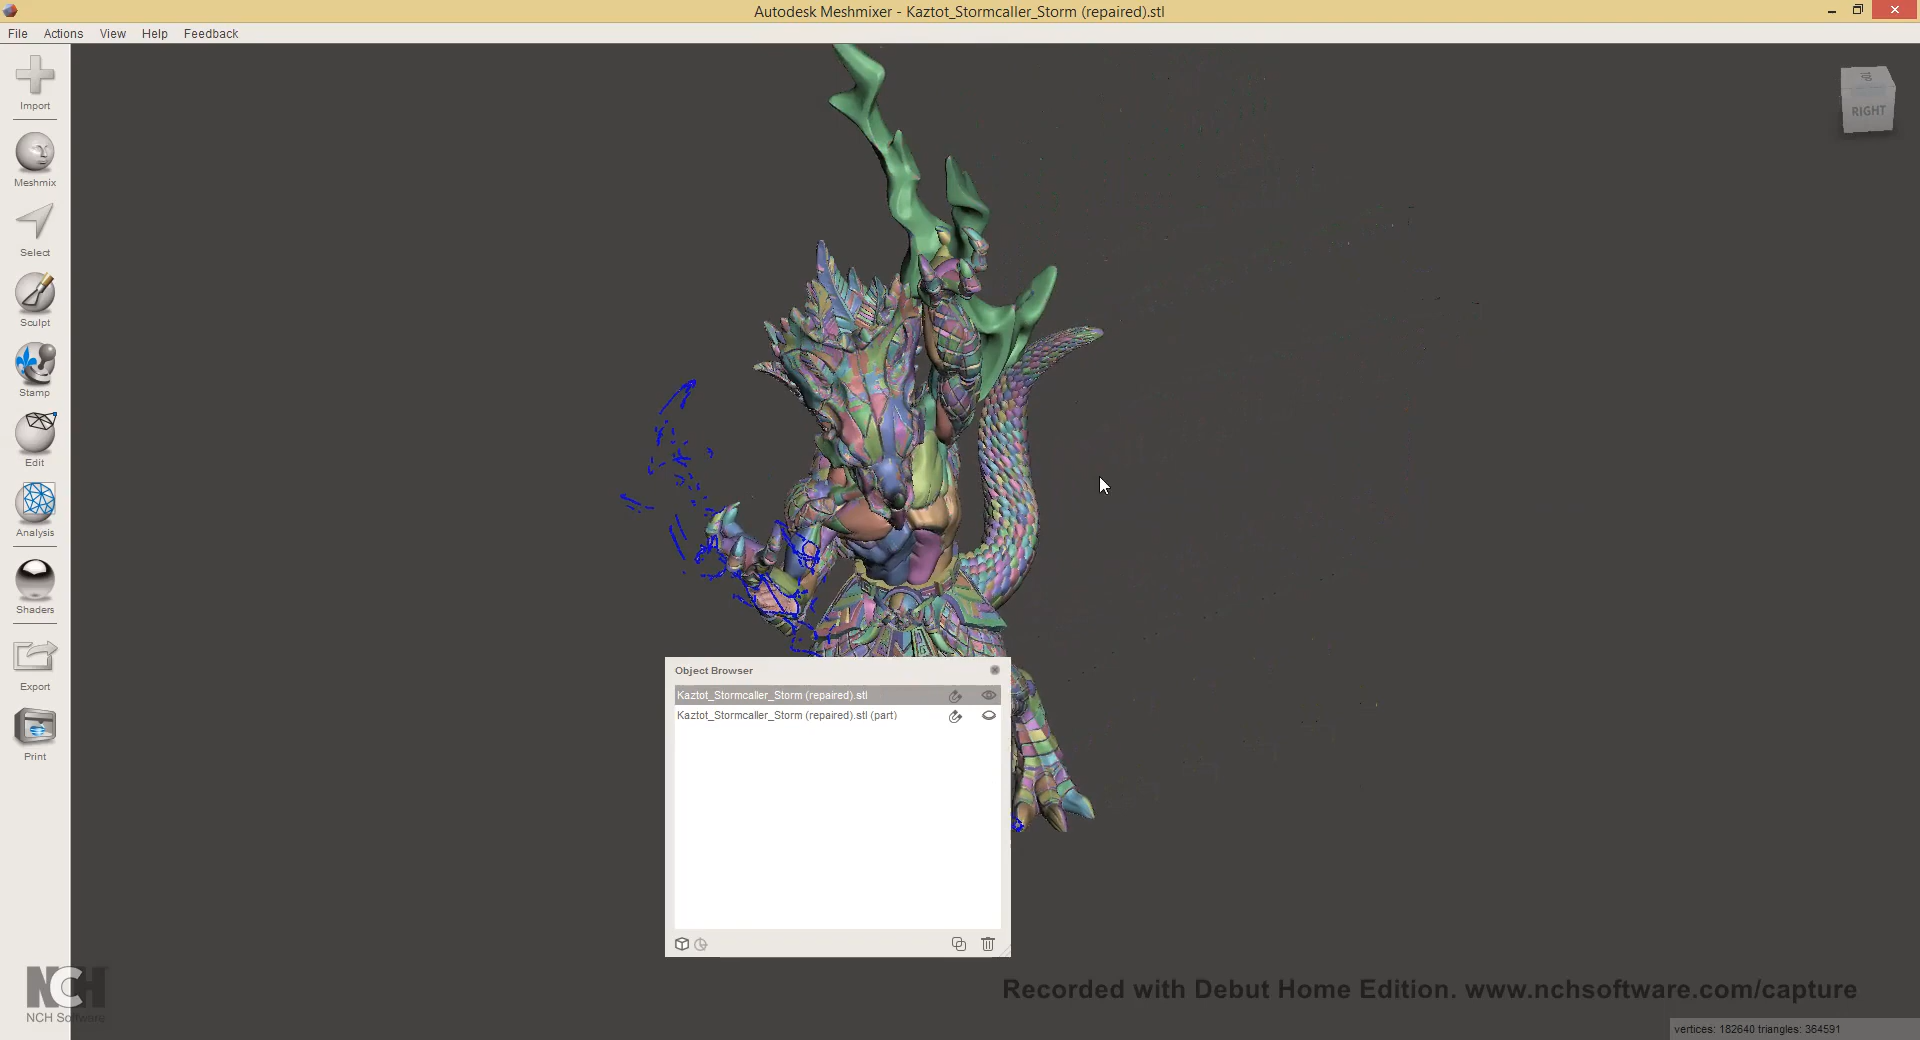 Autodesk Meshmixer - Kaztot_Stormcaller_Storm (repaired).stl
File Actions View Help Feedback
Import
Meshmix
Select
Sculpt
Stamp
Edit
Analysis
Shaders
Export
Print
RIGHT
Object Browser
Kaztot_Stormcaller_Storm (repaired).stl
Kaztot_Stormcaller_Storm (repaired).stl (part)
NCH
NCH Software
Recorded with Debut Home Edition. www.nchsoftware.com/capture
vertices: 182640 triangles: 364591